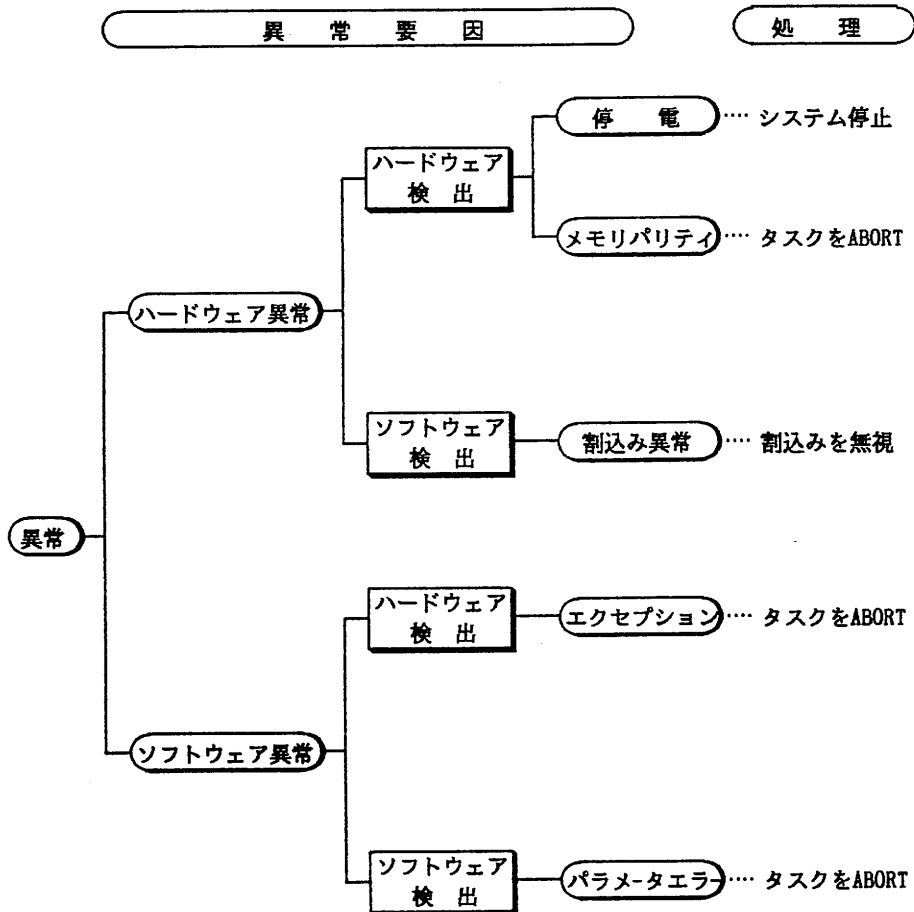 異常要因
処理
停電 ‥‥ システム停止
ハードウェア
検出
メモリパリティ ‥‥ タスクをABORT
ハードウェア異常
ソフトウェア
検出
割込み異常 ‥‥ 割込みを無視
異常
ハードウェア
検出
エクセプション ‥‥ タスクをABORT
ソフトウェア異常
ソフトウェア
検出
パラメ-タエラー ‥‥ タスクをABORT